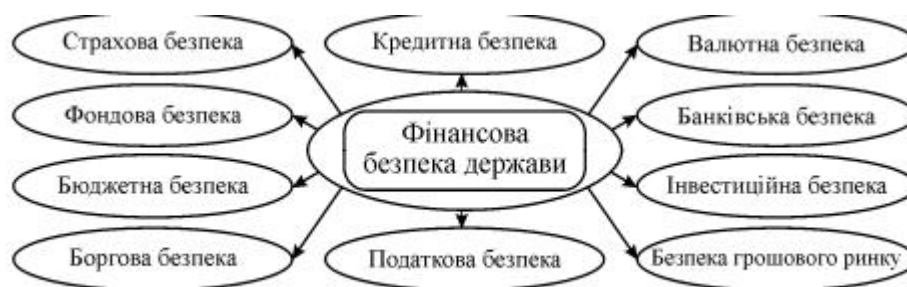 Страхова безпека
Кредитна безпека
Валютна безпека
Фондова безпека
Банківська безпека
Фінансова
безпека держави
Бюджетна безпека
Інвестиційна безпека
Боргова безпека
Податкова безпека
Безпека грошового ринку